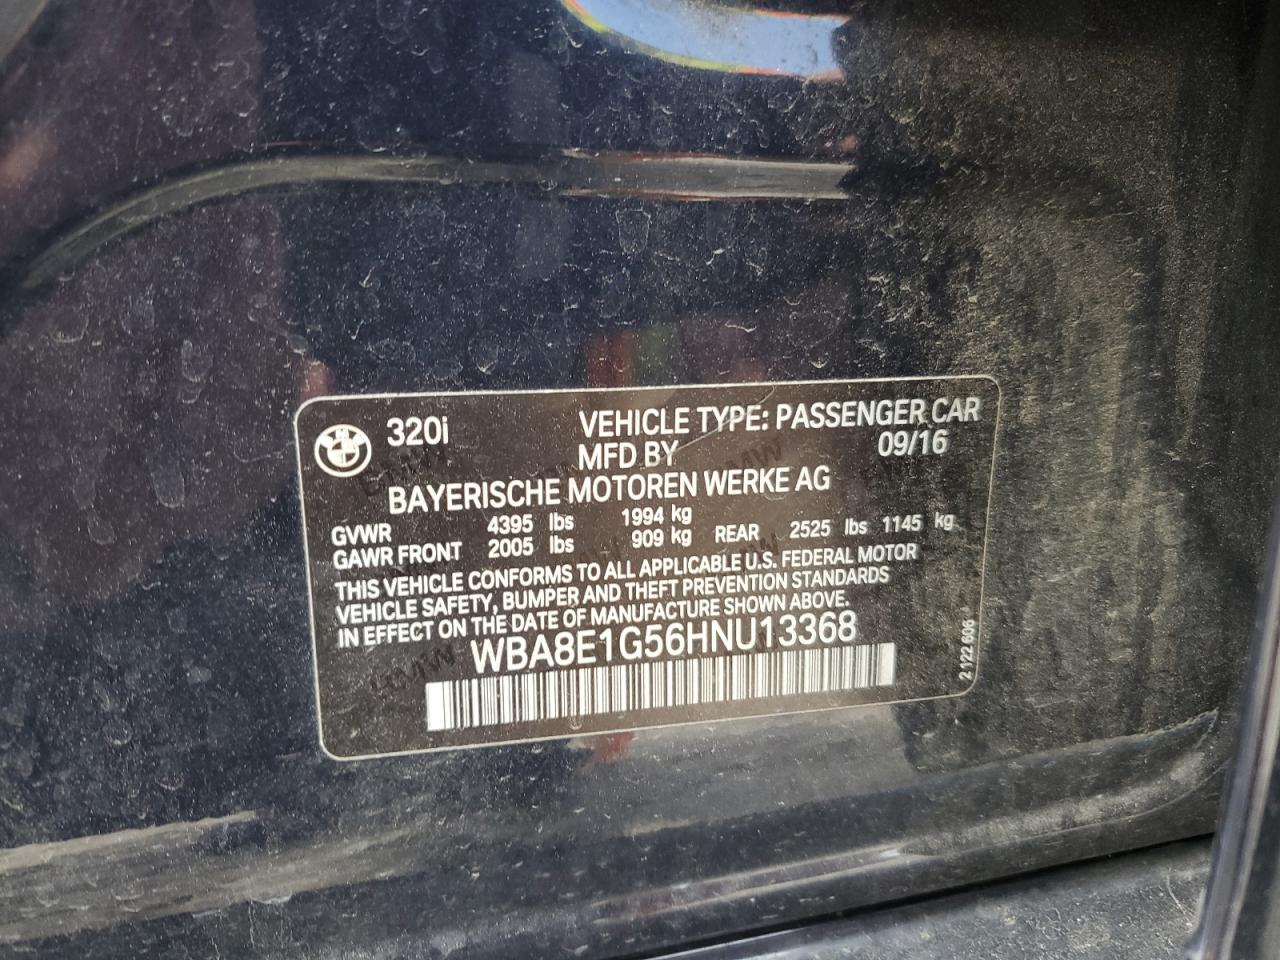 320i VEHICLE TYPE: PASSENGER CAR
MFD BY 09/16
BAYERISCHE MOTOREN WERKE AG
GVWR 4395 lbs 1994 kg
GAWR FRONT 2005 lbs 909 kg REAR 2525 lbs 1145 kg
THIS VEHICLE CONFORMS TO ALL APPLICABLE U.S. FEDERAL MOTOR
VEHICLE SAFETY, BUMPER AND THEFT PREVENTION STANDARDS
IN EFFECT ON THE DATE OF MANUFACTURE SHOWN ABOVE.
WBA8E1G56HNU13368
2 122 606